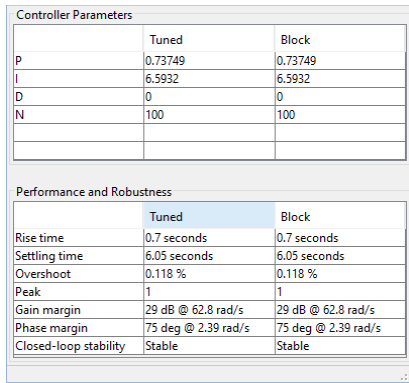 Controller Parameters
Tuned Block
P 0.73749 0.73749
I 6.5932 6.5932
D 0 0
N 100 100
Performance and Robustness
Tuned Block
Rise time 0.7 seconds 0.7 seconds
Settling time 6.05 seconds 6.05 seconds
Overshoot 0.118 % 0.118 %
Peak 1 1
Gain margin 29 dB @ 62.8 rad/s 29 dB @ 62.8 rad/s
Phase margin 75 deg @ 2.39 rad/s 75 deg @ 2.39 rad/s
Closed-loop stability Stable Stable